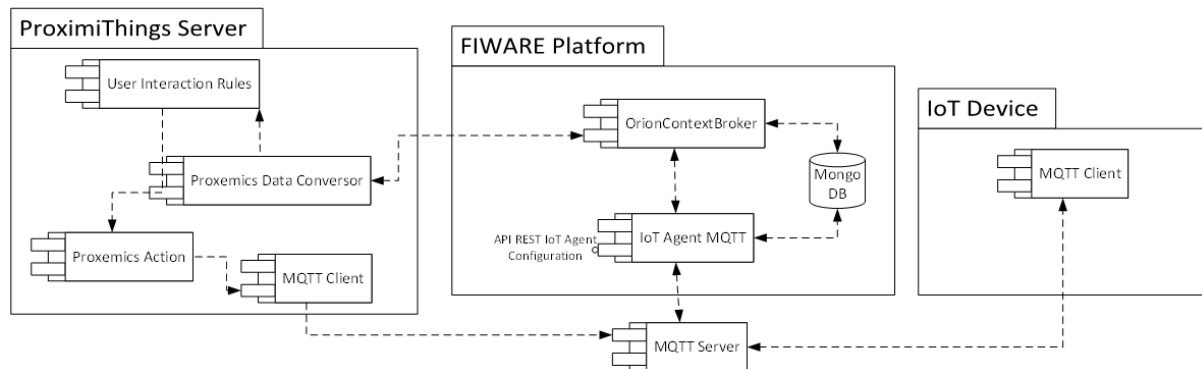 ProximiThings Server
User Interaction Rules
Proxemics Data Conversor
Proxemics Action
MQTT Client
FIWARE Platform
OrionContextBroker
Mongo
DB
API REST IoT Agent
Configuration
IoT Agent MQTT
MQTT Server
IoT Device
MQTT Client